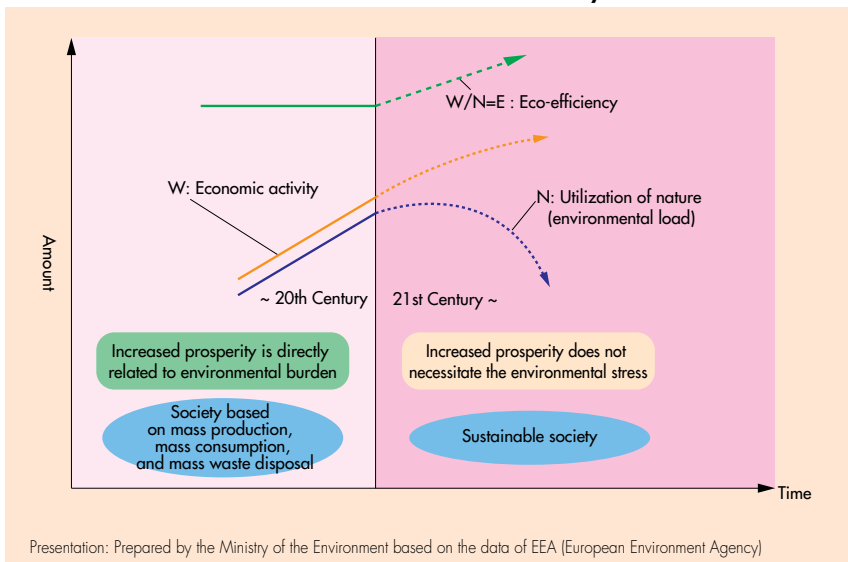 W/N=E : Eco-efficiency
W: Economic activity
N: Utilization of nature
(environmental load)
Amount
~ 20th Century
21st Century ~
Increased prosperity is directly
related to environmental burden
Increased prosperity does not
necessitate the environmental stress
Society based
on mass production,
mass consumption,
and mass waste disposal
Sustainable society
Time
Presentation: Prepared by the Ministry of the Environment based on the data of EEA (European Environment Agency)